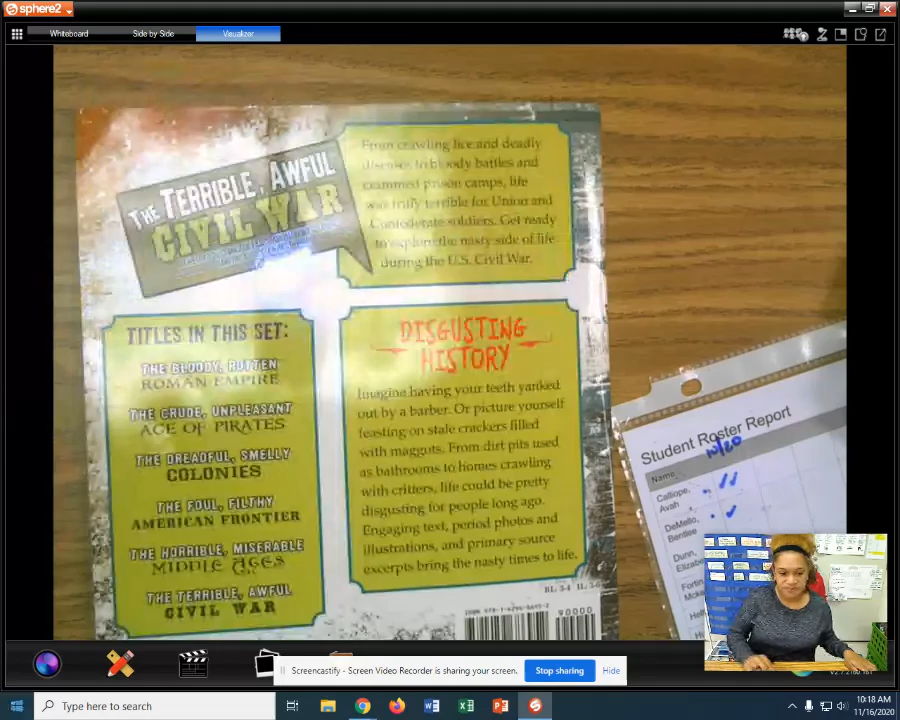 sphere2
Whiteboard
Side by Side
Visualizer
THE TERRIBLE, AWFUL
CIVIL WAR
From crawling lice and deadly
diseases to bloody battles and
crammed prison camps, life
was truly terrible for Union and
Confederate soldiers. Get ready
to explore the nasty side of life
during the U.S. Civil War.
TITLES IN THIS SET:
THE BLOODY, ROTTEN
ROMAN EMPIRE
THE CRUDE, UNPLEASANT
AGE OF PIRATES
THE DREADFUL, SMELLY
COLONIES
THE FOUL, FILTHY
AMERICAN FRONTIER
THE HORRIBLE, MISERABLE
MIDDLE AGES
THE TERRIBLE, AWFUL
CIVIL WAR
DISGUSTING
HISTORY
Imagine having your teeth yanked
out by a barber. Or picture yourself
feasting on stale crackers filled
with maggots. From dirt pits used
as bathrooms to homes crawling
with critters, life could be pretty
disgusting for people long ago.
Engaging text, period photos and
illustrations, and primary source
excerpts bring the nasty times to life.
90000
Student Roster Report
10/20
Name
Calliope,
Avah
DeMello,
Bentlee
Dunn,
Screencastify - Screen Video Recorder is sharing your screen.
Stop sharing
Hide
Type here to search
10:18 AM
11/16/2020